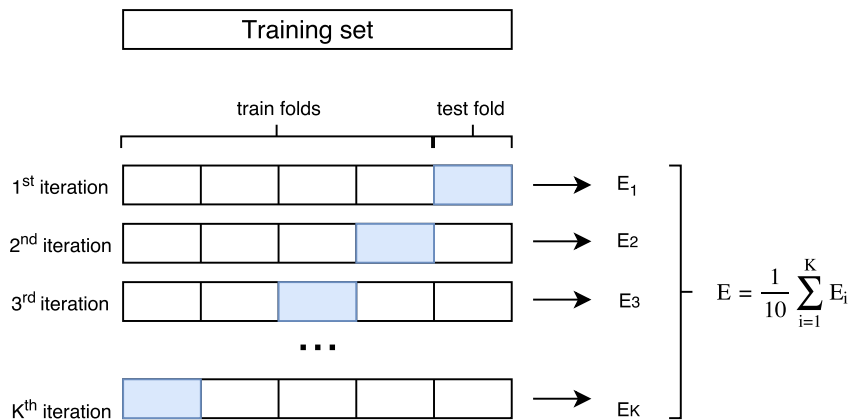 Training set
train folds test fold
1st iteration E1
2nd iteration E2
3rd iteration E3
E = 1/10 ∑ i=1 K Ei
...
Kth iteration EK